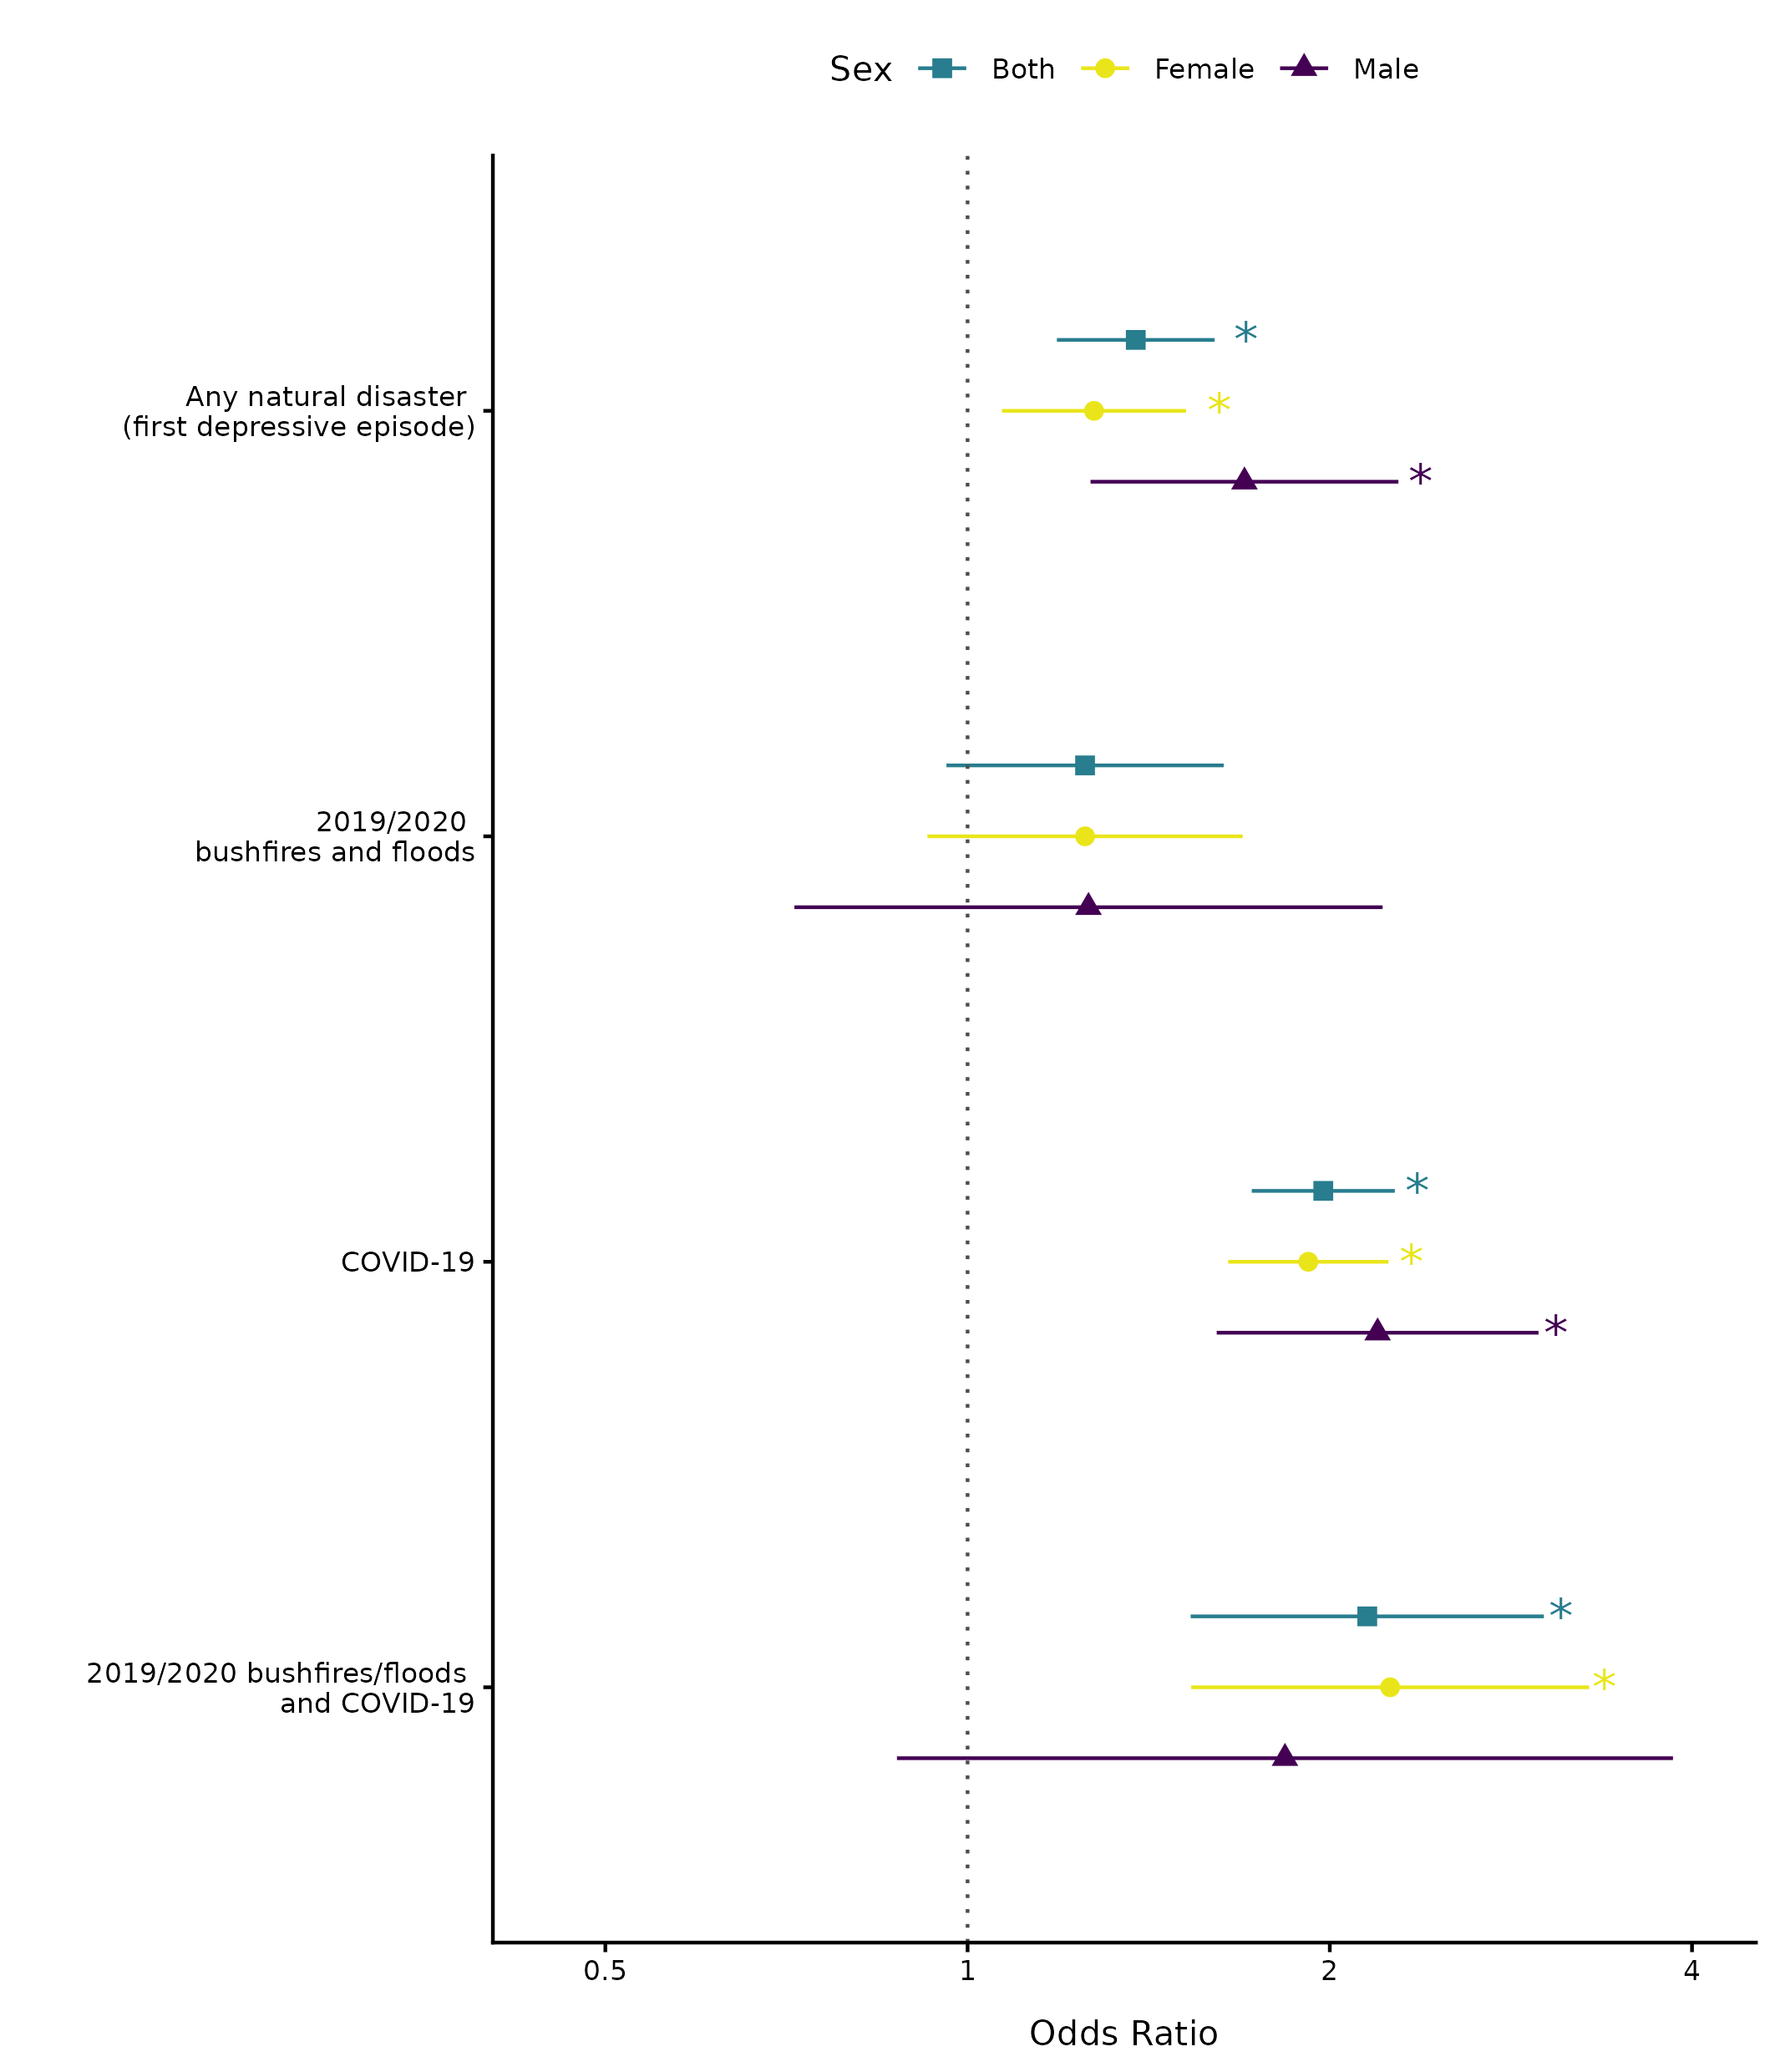 Sex Both Female Male
*
Any natural disaster
*
(first depressive episode)
*
2019/2020
bushfires and floods
*
COVID-19
*
*
*
2019/2020 bushfires/floods
*
and COVID-19
0.5 1 2 4
Odds Ratio